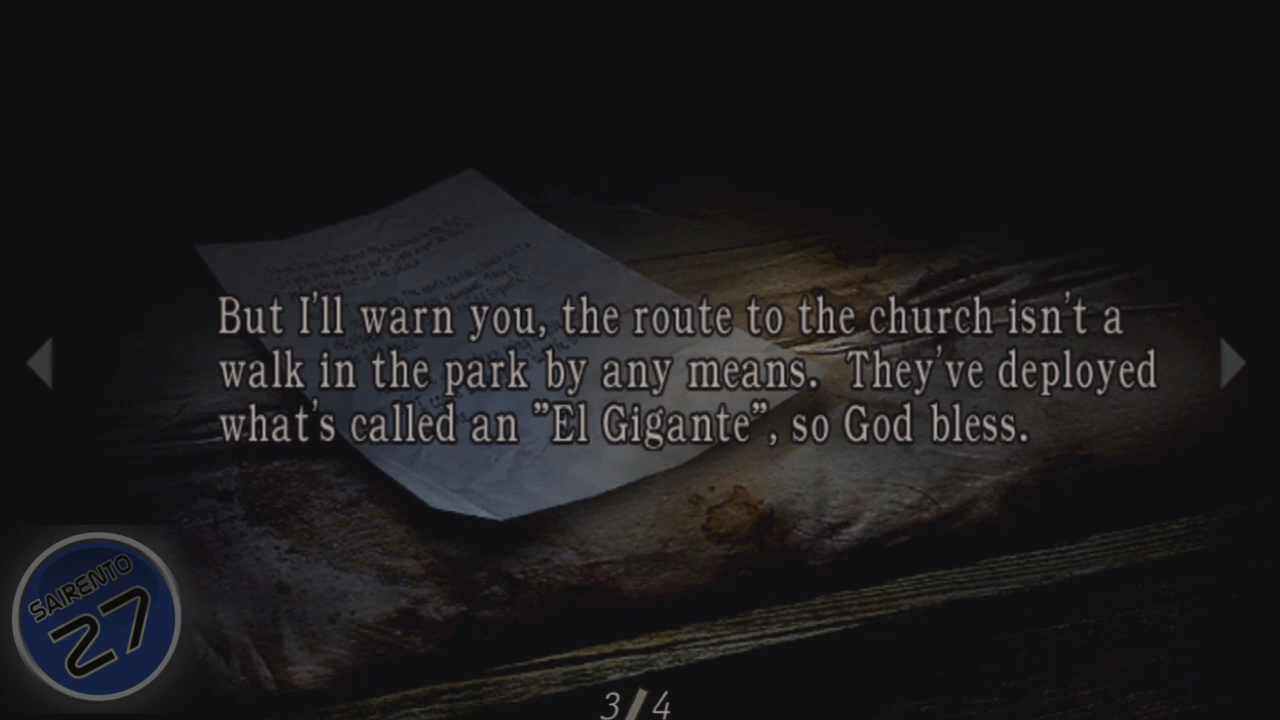 But I'll warn you, the route to the church isn't a
walk in the park by any means. They've deployed
what's called an ”El Gigante”, so God bless.
SAIRENTO
27
3/4